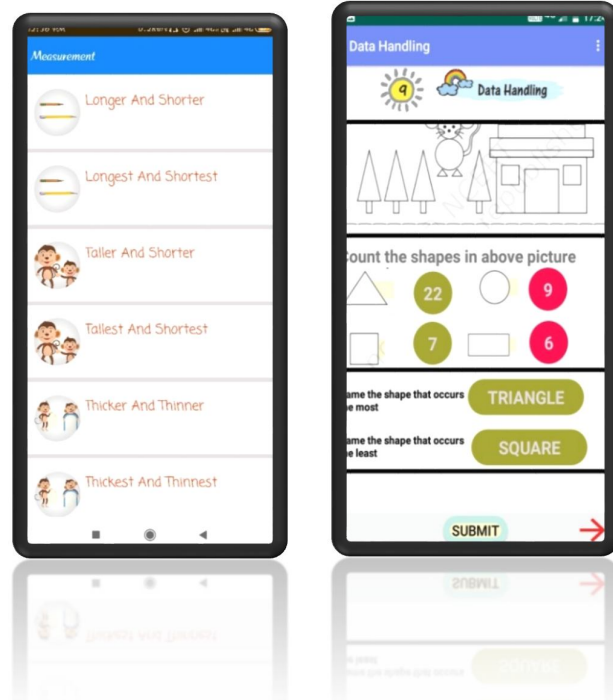 Measurement
Longer And Shorter
Longest And Shortest
Taller And Shorter
Tallest And Shortest
Thicker And Thinner
Thickest And Thinnest
17:2
Data Handling
9 Data Handling
ount the shapes in above picture
22 9
7 6
ame the shape that occurs
e most
TRIANGLE
ame the shape that occurs
e least
SQUARE
SUBMIT